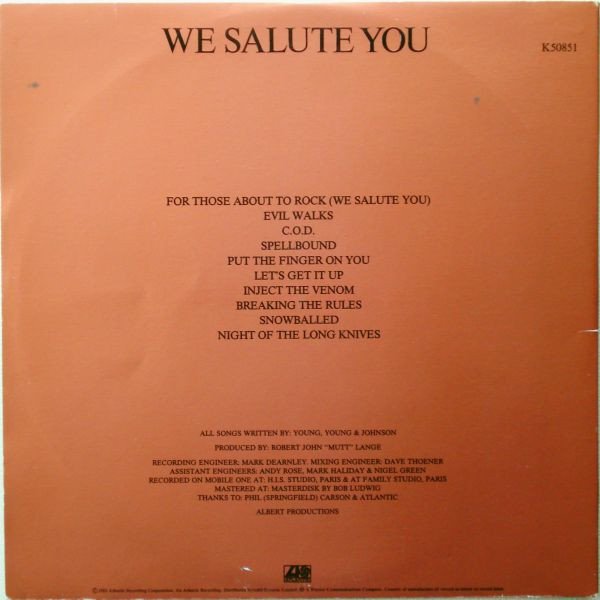 WE SALUTE YOU
K50851
FOR THOSE ABOUT TO ROCK (WE SALUTE YOU)
EVIL WALKS
C.O.D.
SPELLBOUND
PUT THE FINGER ON YOU
LET'S GET IT UP
INJECT THE VENOM
BREAKING THE RULES
SNOWBALLED
NIGHT OF THE LONG KNIVES
ALL SONGS WRITTEN BY: YOUNG, YOUNG & JOHNSON
PRODUCED BY: ROBERT JOHN "MUTT" LANGE
RECORDING ENGINEER: MARK DEARNLEY. MIXING ENGINEER: DAVE THOENER
ASSISTANT ENGINEERS: ANDY ROSE, MARK HALIDAY & NIGEL GREEN
RECORDED ON MOBILE ONE AT: H.I.S. STUDIO, PARIS & AT FAMILY STUDIO, PARIS
MASTERED AT: MASTERDISK BY BOB LUDWIG
THANKS TO: PHIL (SPRINGFIELD) CARSON & ATLANTIC
ALBERT PRODUCTIONS
© 1981 Atlantic Recording Corporation.